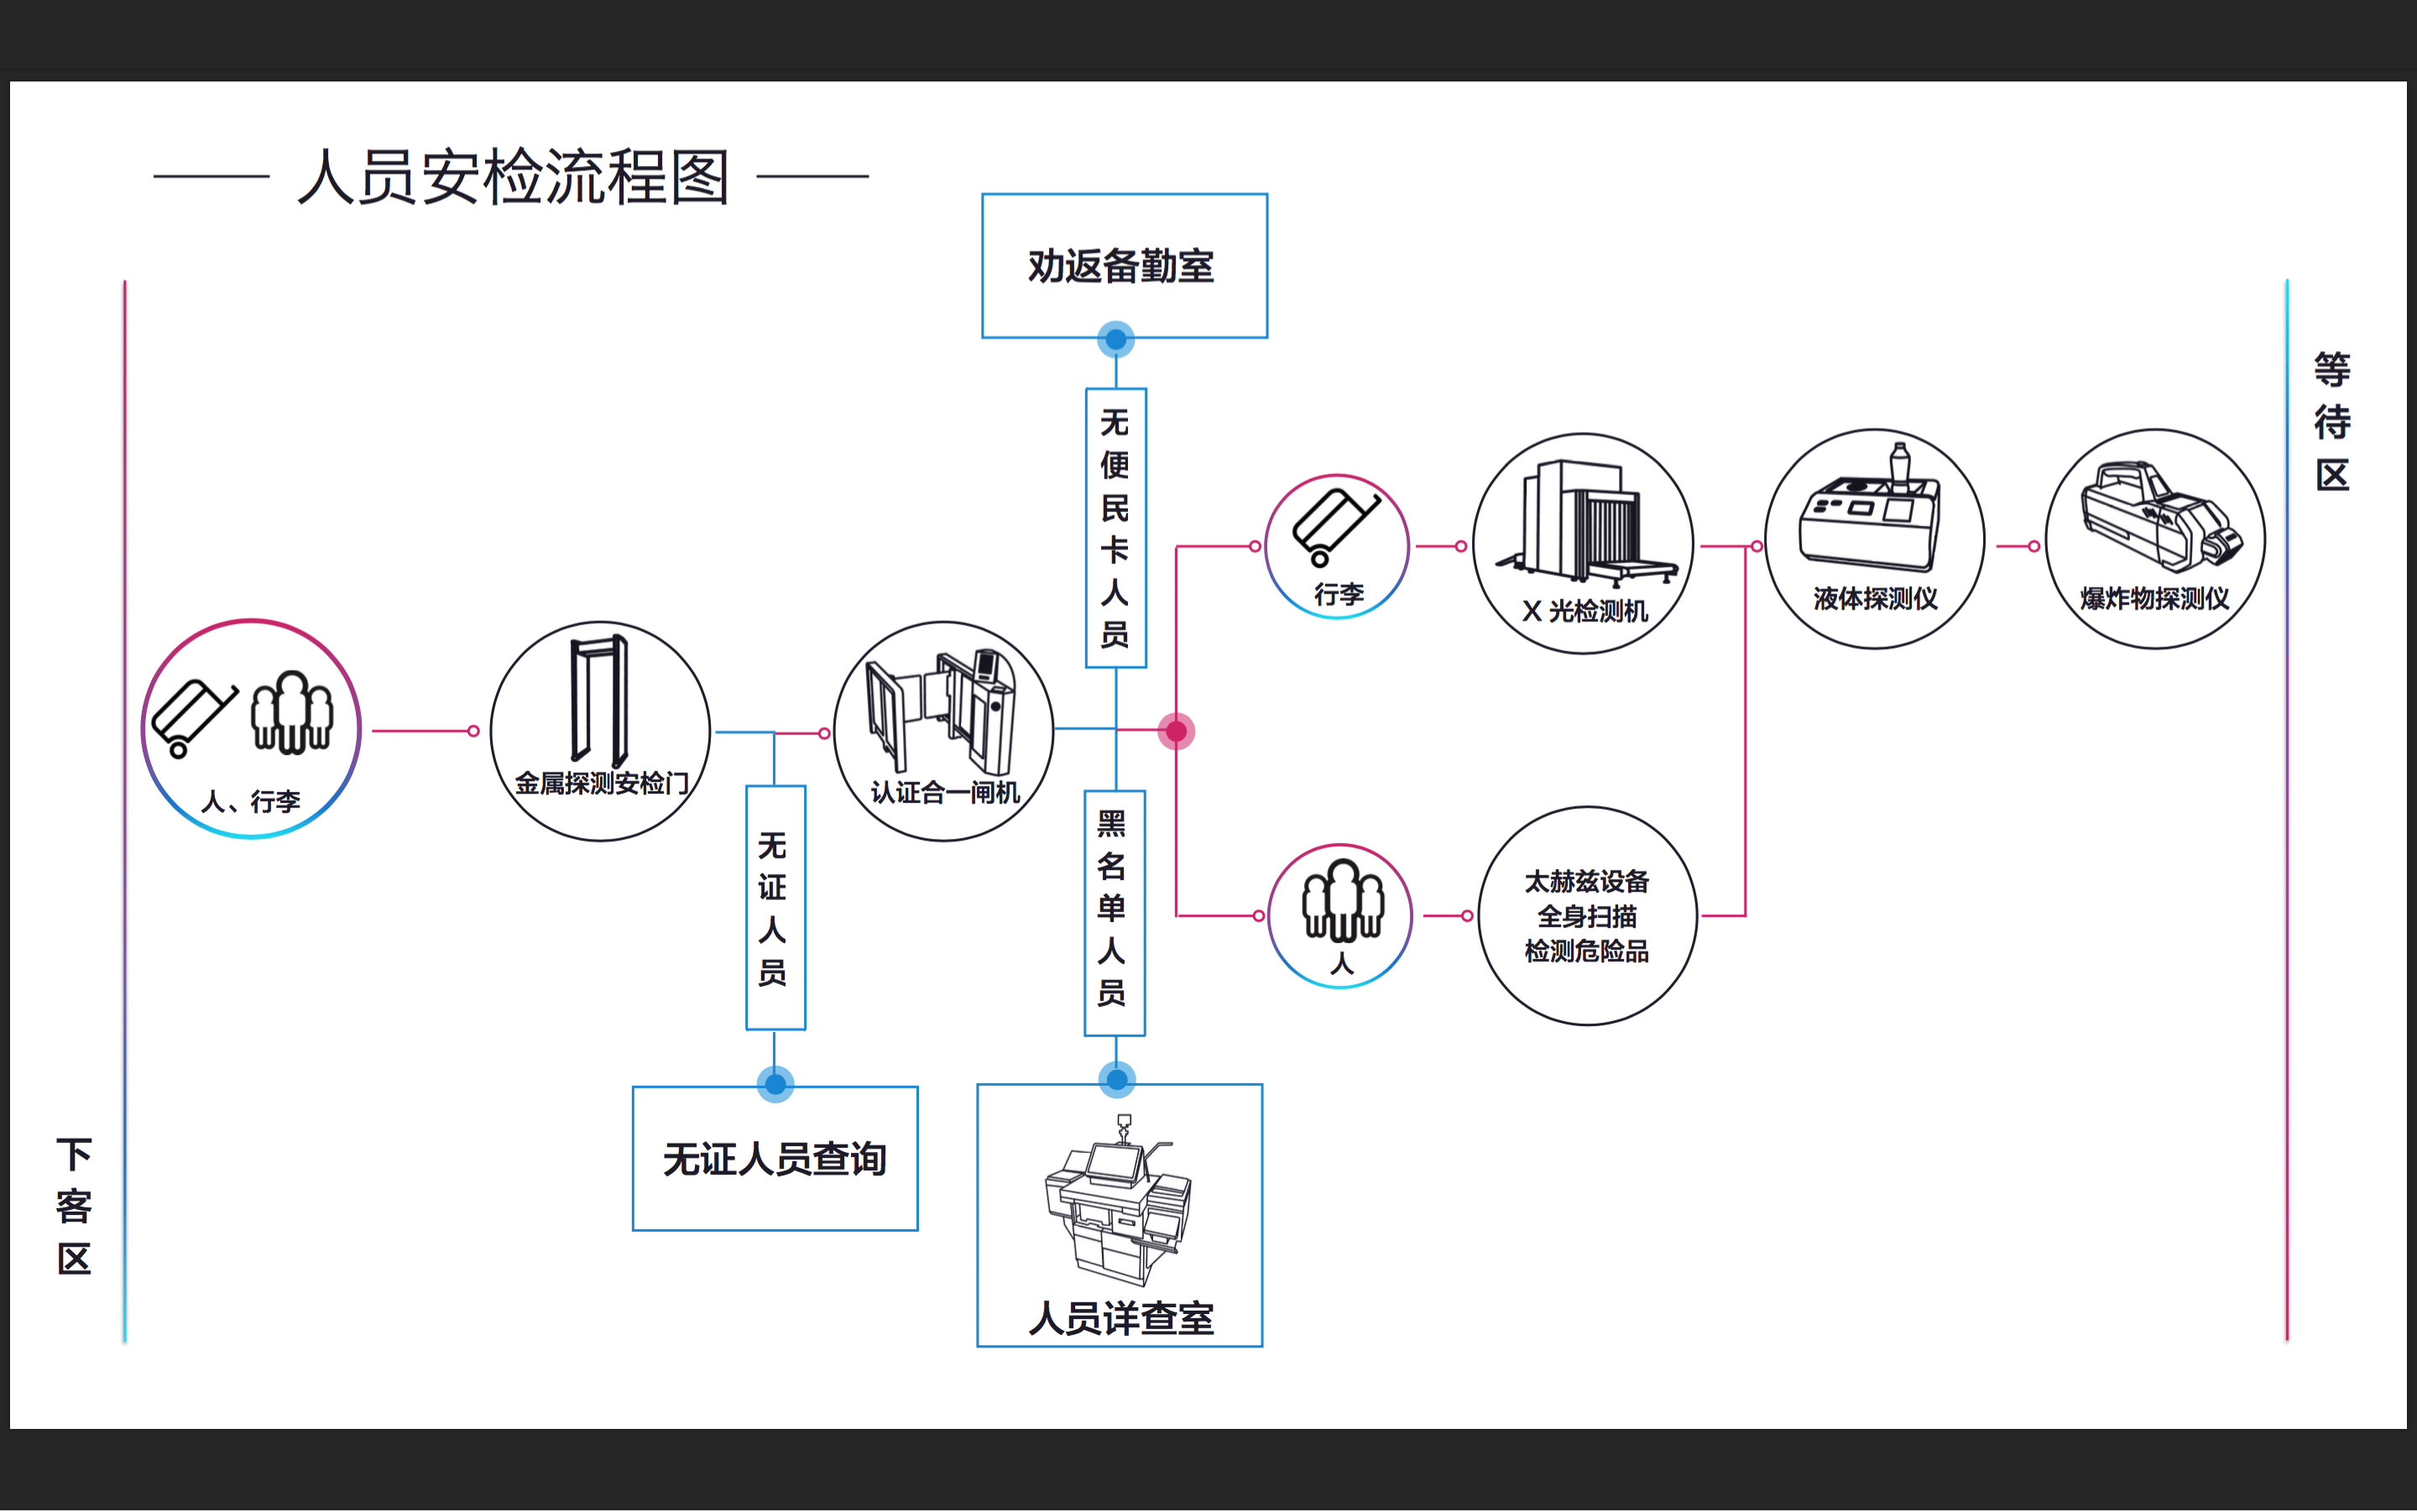 人员安检流程图
劝返备勤室
等待区
无便民卡人员
行李
X 光检测机
液体探测仪
爆炸物探测仪
人、行李
金属探测安检门
认证合一闸机
无证人员
黑名单人员
人
太赫兹设备
全身扫描
检测危险品
下客区
无证人员查询
人员详查室